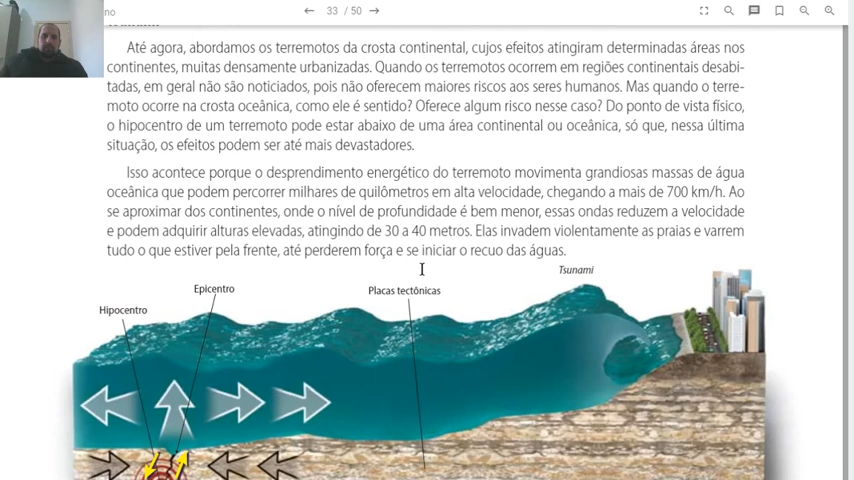 no
33 / 50
Até agora, abordamos os terremotos da crosta continental, cujos efeitos atingiram determinadas áreas nos
continentes, muitas densamente urbanizadas. Quando os terremotos ocorrem em regiões continentais desabi-
tadas, em geral não são noticiados, pois não oferecem maiores riscos aos seres humanos. Mas quando o terre-
moto ocorre na crosta oceânica, como ele é sentido? Oferece algum risco nesse caso? Do ponto de vista físico,
o hipocentro de um terremoto pode estar abaixo de uma área continental ou oceânica, só que, nessa última
situação, os efeitos podem ser até mais devastadores.
Isso acontece porque o desprendimento energético do terremoto movimenta grandiosas massas de água
oceânica que podem percorrer milhares de quilômetros em alta velocidade, chegando a mais de 700 km/h. Ao
se aproximar dos continentes, onde o nível de profundidade é bem menor, essas ondas reduzem a velocidade
e podem adquirir alturas elevadas, atingindo de 30 a 40 metros. Elas invadem violentamente as praias e varrem
tudo o que estiver pela frente, até perderem força e se iniciar o recuo das águas.
Tsunami
Epicentro
Placas tectônicas
Hipocentro